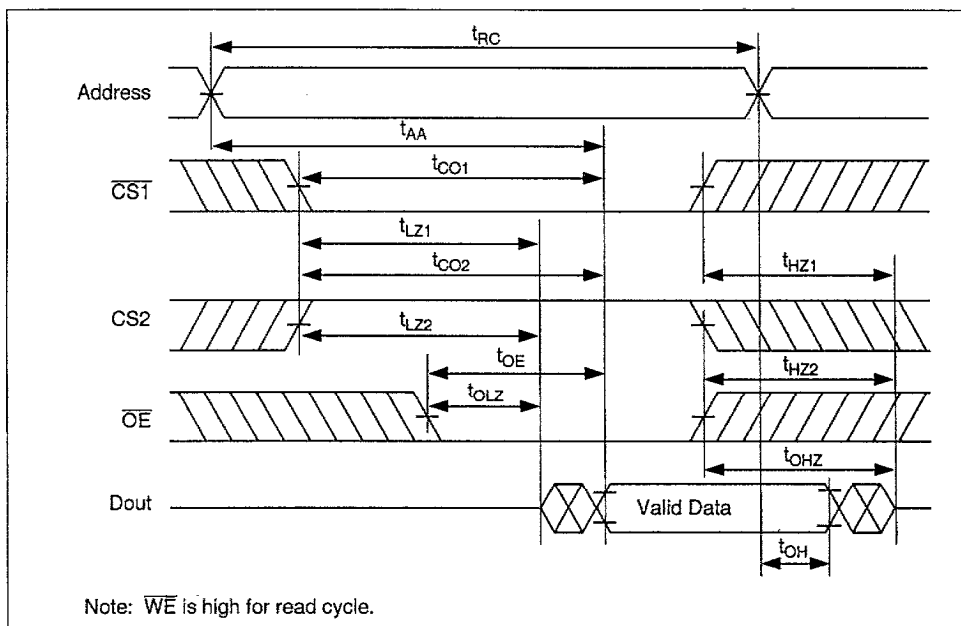 tRC
Address
tAA
tCO1
CS1
tLZ1
tCO2
tHZ1
CS2
tLZ2
tOE
tHZ2
tOLZ
OE
tOHZ
Dout
Valid Data
tOH
Note: WE is high for read cycle.